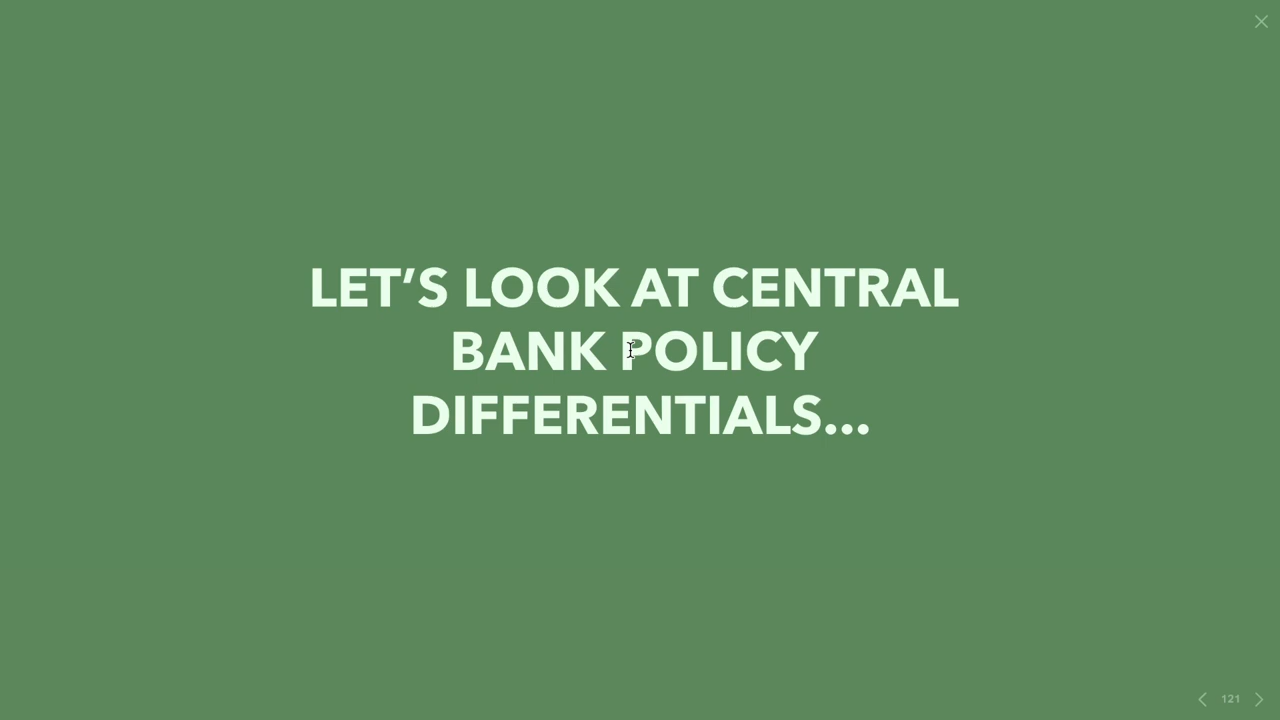 LET’S LOOK AT CENTRAL
BANK POLICY
DIFFERENTIALS...
121